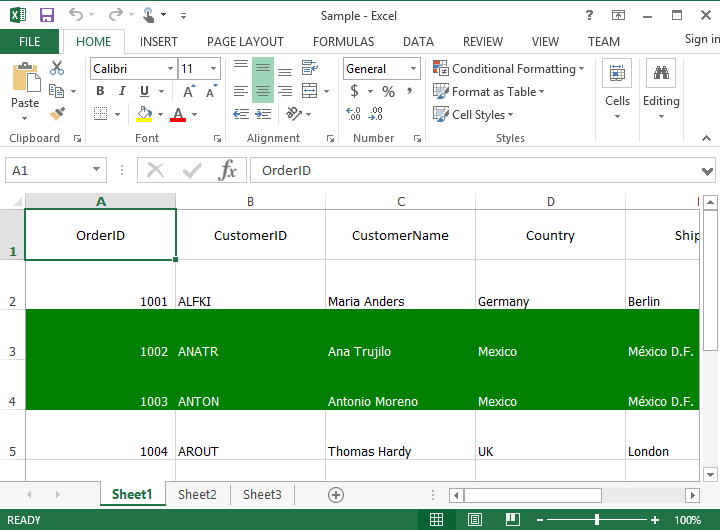 Sample - Excel
?
FILE HOME INSERT PAGE LAYOUT FORMULAS DATA REVIEW VIEW TEAM Sign in
Paste
Calibri 11
B I U A A
A
General
$ % ,
Conditional Formatting
Format as Table
Cell Styles
Cells
Editing
Clipboard Font Alignment Number Styles
A1 fx OrderID
A B C D
1 OrderID CustomerID CustomerName Country Ship
2 1001 ALFKI Maria Anders Germany Berlin
3 1002 ANATR Ana Trujilo Mexico México D.F.
4 1003 ANTON Antonio Moreno Mexico México D.F.
5 1004 AROUT Thomas Hardy UK London
Sheet1 Sheet2 Sheet3
READY 100%